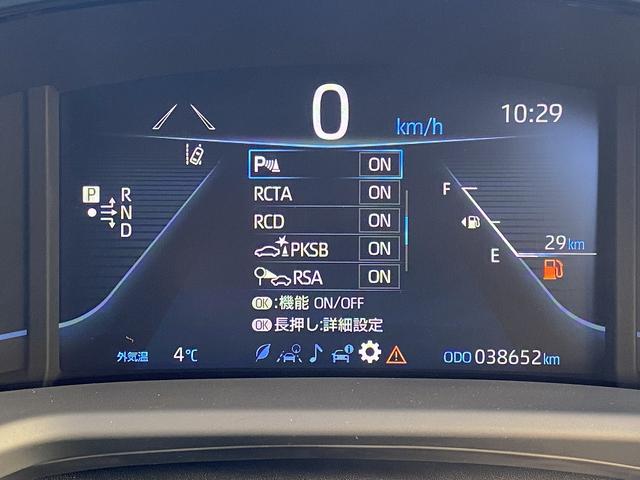 0 km/h
10:29
P ON
RCTA ON
RCD ON
PKSB ON
RSA ON
OK:機能 ON/OFF
OK長押し:詳細設定
P R
N
D
F
29km
E
外気温 4℃
ODO 038652km